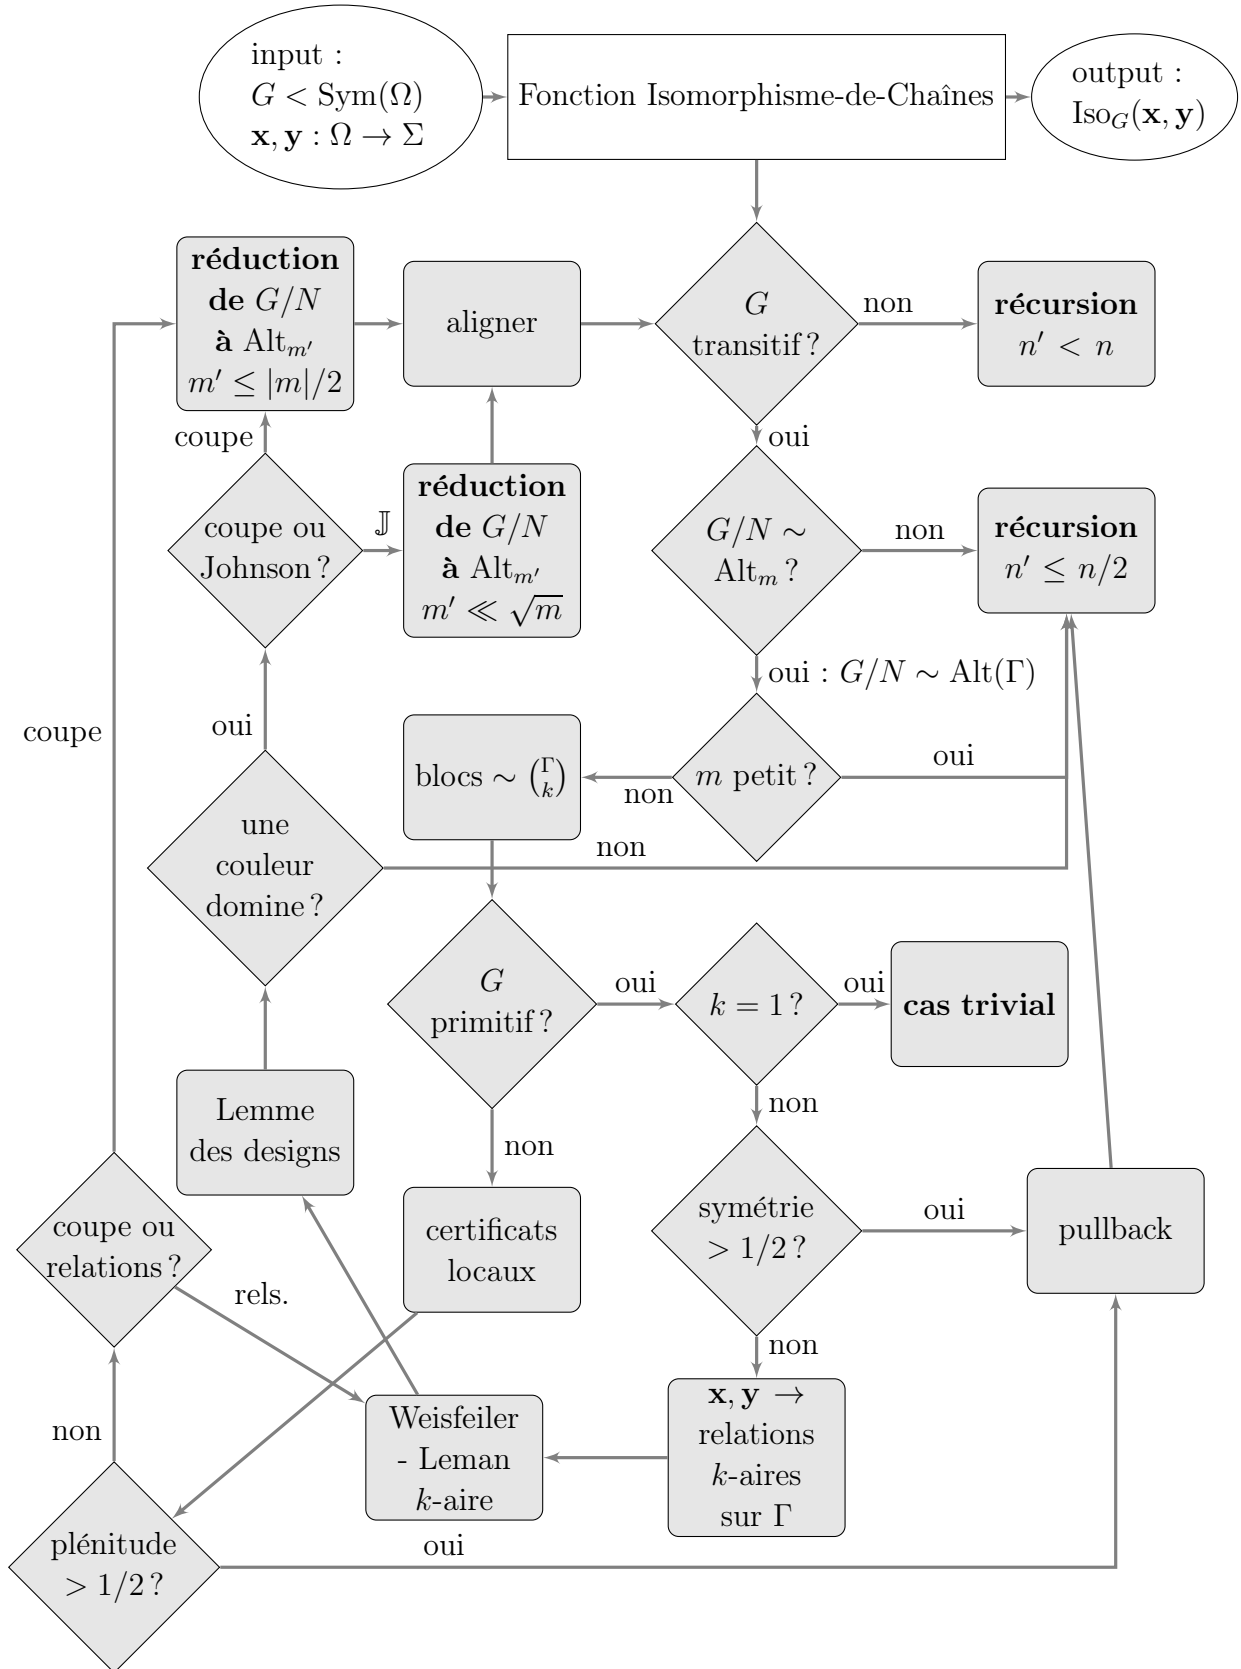 input :
G < Sym(Ω)
x, y : Ω → Σ
Fonction Isomorphisme-de-Chaînes
output :
Iso_G(x, y)
réduction
de G/N
à Alt_{m′}
m′ ≤ |m|/2
aligner
G
transitif ?
non
récursion
n′ < n
oui
coupe
coupe ou
Johnson ?
𝕁
réduction
de G/N
à Alt_{m′}
m′ ≪ √m
G/N ∼
Alt_m ?
non
récursion
n′ ≤ n/2
oui : G/N ∼ Alt(Γ)
coupe
oui
blocs ∼ (Γ k)
non
m petit ?
oui
une
couleur
domine ?
non
G
primitif ?
oui
k = 1 ?
oui
cas trivial
non
Lemme
des designs
non
coupe ou
relations ?
rels.
certificats
locaux
symétrie
> 1/2 ?
oui
pullback
non
non
Weisfeiler
- Leman
k-aire
x, y →
relations
k-aires
sur Γ
plénitude
> 1/2 ?
oui